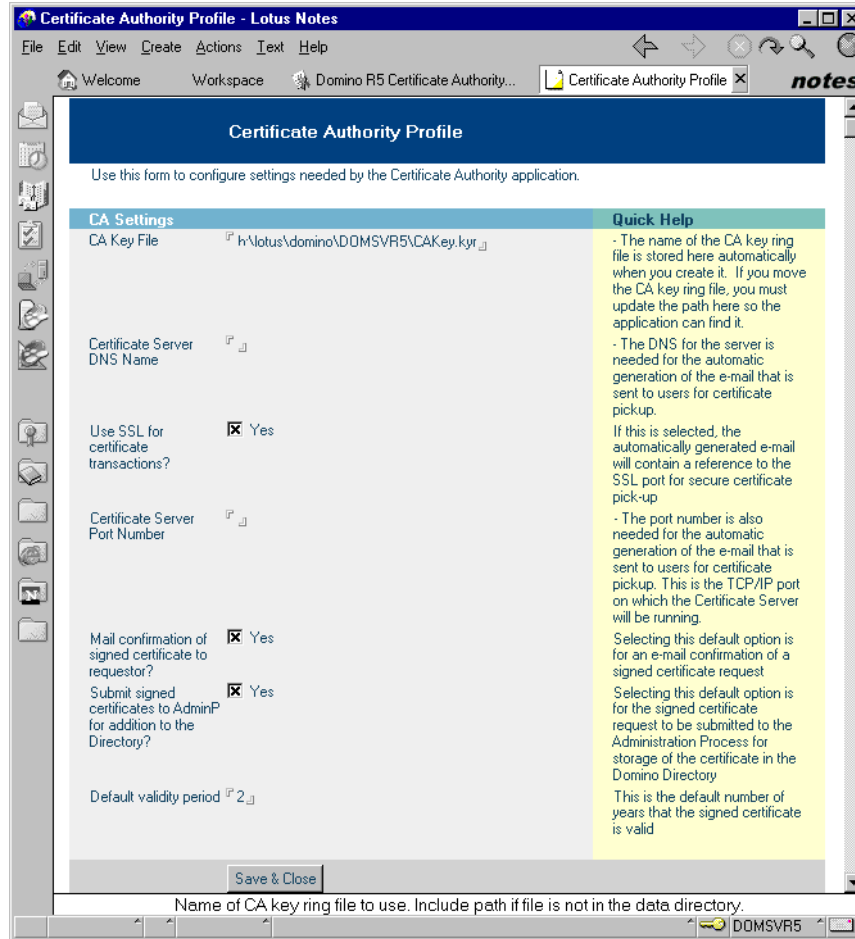 Certificate Authority Profile - Lotus Notes
File Edit View Create Actions Text Help
Welcome Workspace Domino R5 Certificate Authority... Certificate Authority Profile notes
Certificate Authority Profile
Use this form to configure settings needed by the Certificate Authority application.
CA Settings
CA Key File h:\lotus\domino\DOMSVR5\CAKey.kyr
Certificate Server
DNS Name
Use SSL for
certificate
transactions?
Yes
Certificate Server
Port Number
Mail confirmation of
signed certificate to
requestor?
Yes
Submit signed
certificates to AdminP
for addition to the
Directory?
Yes
Default validity period 2
Quick Help
- The name of the CA key ring
file is stored here automatically
when you create it. If you move
the CA key ring file, you must
update the path here so the
application can find it.
- The DNS for the server is
needed for the automatic
generation of the e-mail that is
sent to users for certificate
pickup.
If this is selected, the
automatically generated e-mail
will contain a reference to the
SSL port for secure certificate
pick-up
- The port number is also
needed for the automatic
generation of the e-mail that is
sent to users for certificate
pickup. This is the TCP/IP port
on which the Certificate Server
will be running.
Selecting this default option is
for an e-mail confirmation of a
signed certificate request
Selecting this default option is
for the signed certificate
request to be submitted to the
Administration Process for
storage of the certificate in the
Domino Directory
This is the default number of
years that the signed certificate
is valid
Save & Close
Name of CA key ring file to use. Include path if file is not in the data directory.
DOMSVR5